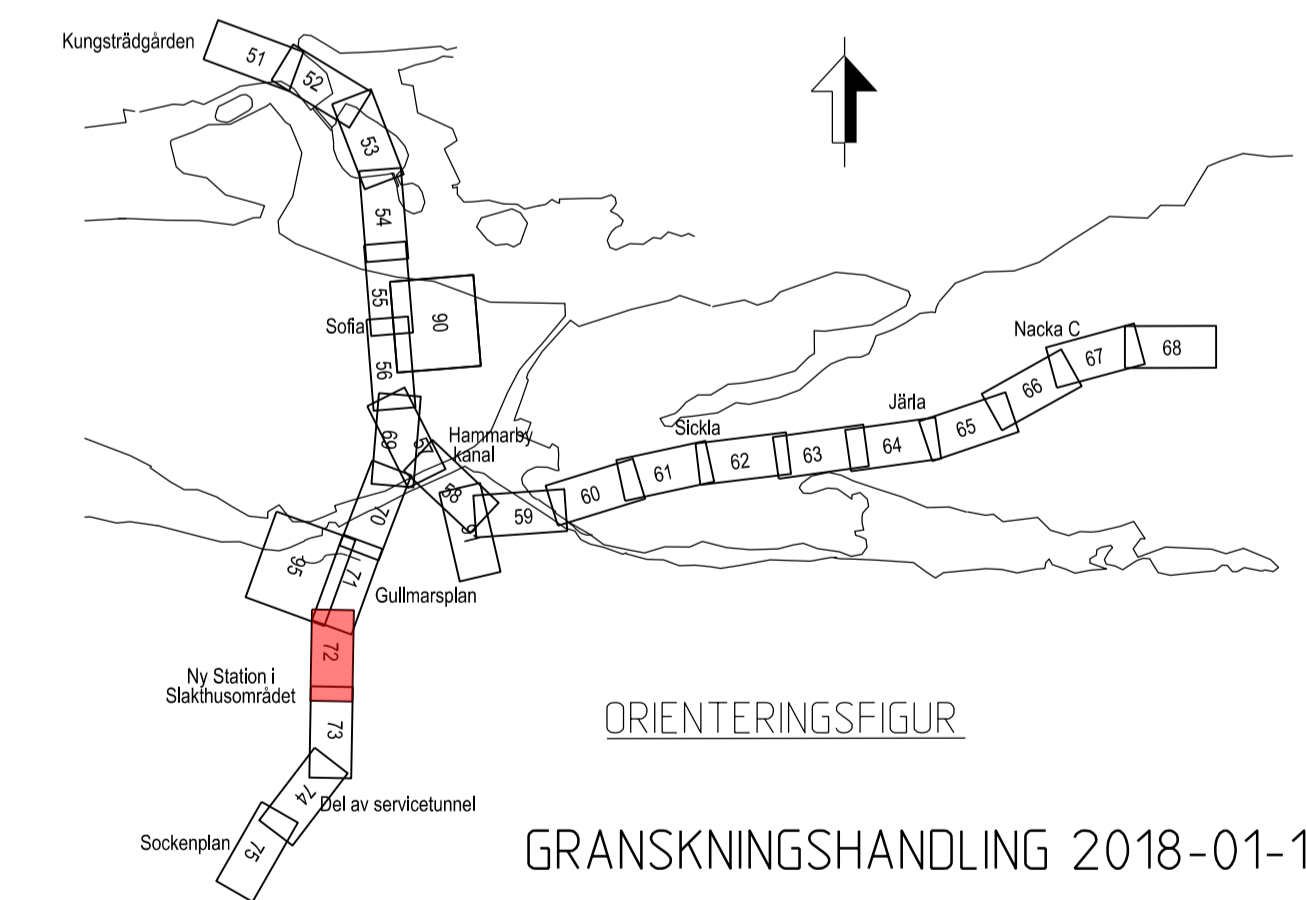 Kungsträdgården
51
52
53
54
55
90
Sofia
56
Nacka C
67
68
66
Järla
65
64
63
62
Sickla
61
60
69
57
Hammarby
kanal
58
59
70
95
71
Gullmarsplan
72
Ny Station i
Slakthusområdet
73
74
Del av servicetunnel
Sockenplan
75
ORIENTERINGSFIGUR
GRANSKNINGSHANDLING 2018-01-1